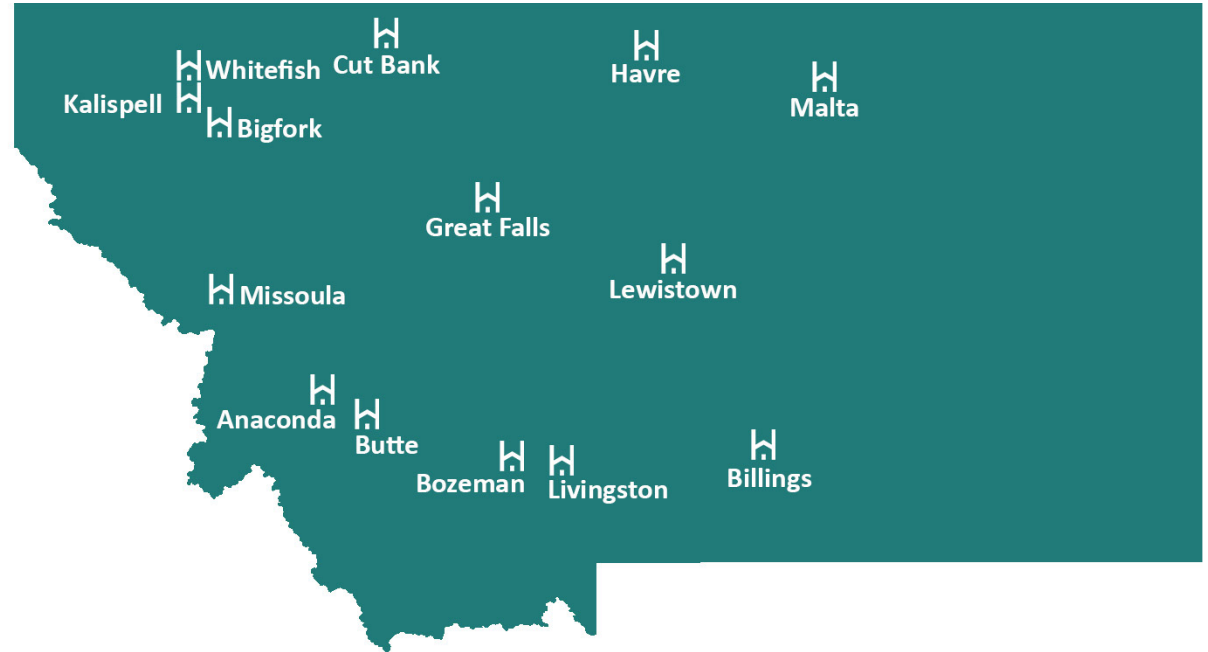 Whitefish
Cut Bank
Havre
Malta
Kalispell
Bigfork
Great Falls
Lewistown
Missoula
Anaconda
Butte
Bozeman
Livingston
Billings